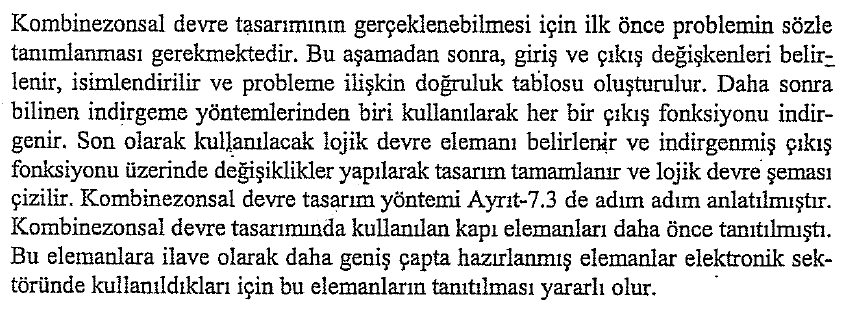 Kombinezonsal devre tasarımının gerçeklenebilmesi için ilk önce problemin sözle
tanımlanması gerekmektedir. Bu aşamadan sonra, giriş ve çıkış değişkenleri belir-
lenir, isimlendirilir ve probleme ilişkin doğruluk tablosu oluşturulur. Daha sonra
bilinen indirgeme yöntemlerinden biri kullanılarak her bir çıkış fonksiyonu indir-
genir. Son olarak kullanılacak lojik devre elemanı belirlenir ve indirgenmiş çıkış
fonksiyonu üzerinde değişiklikler yapılarak tasarım tamamlanır ve lojik devre şeması
çizilir. Kombinezonsal devre tasarım yöntemi Ayrıt-7.3 de adım adım anlatılmıştır.
Kombinezonsal devre tasarımında kullanılan kapı elemanları daha önce tanıtılmıştı.
Bu elemanlara ilave olarak daha geniş çapta hazırlanmış elemanlar elektronik sek-
töründe kullanıldıkları için bu elemanların tanıtılması yararlı olur.